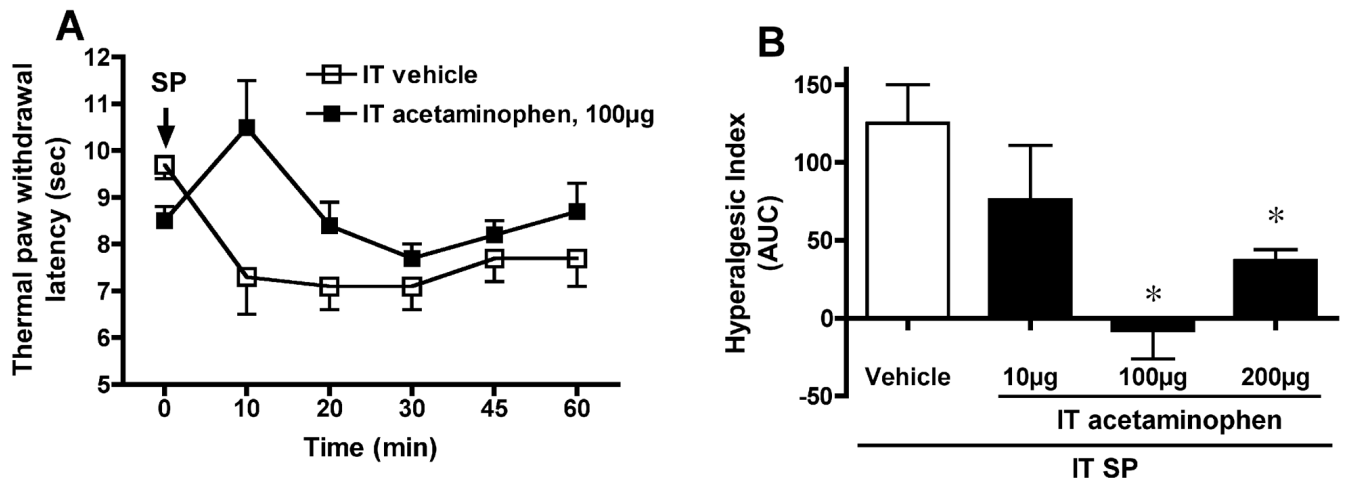 A
Thermal paw withdrawal
latency (sec)
12
11
10
9
8
7
6
5
SP
IT vehicle
IT acetaminophen, 100µg
0 10 20 30 45 60
Time (min)
B
Hyperalgesic Index
(AUC)
150
100
50
0
-50
*
*
Vehicle 10µg 100µg 200µg
IT acetaminophen
IT SP